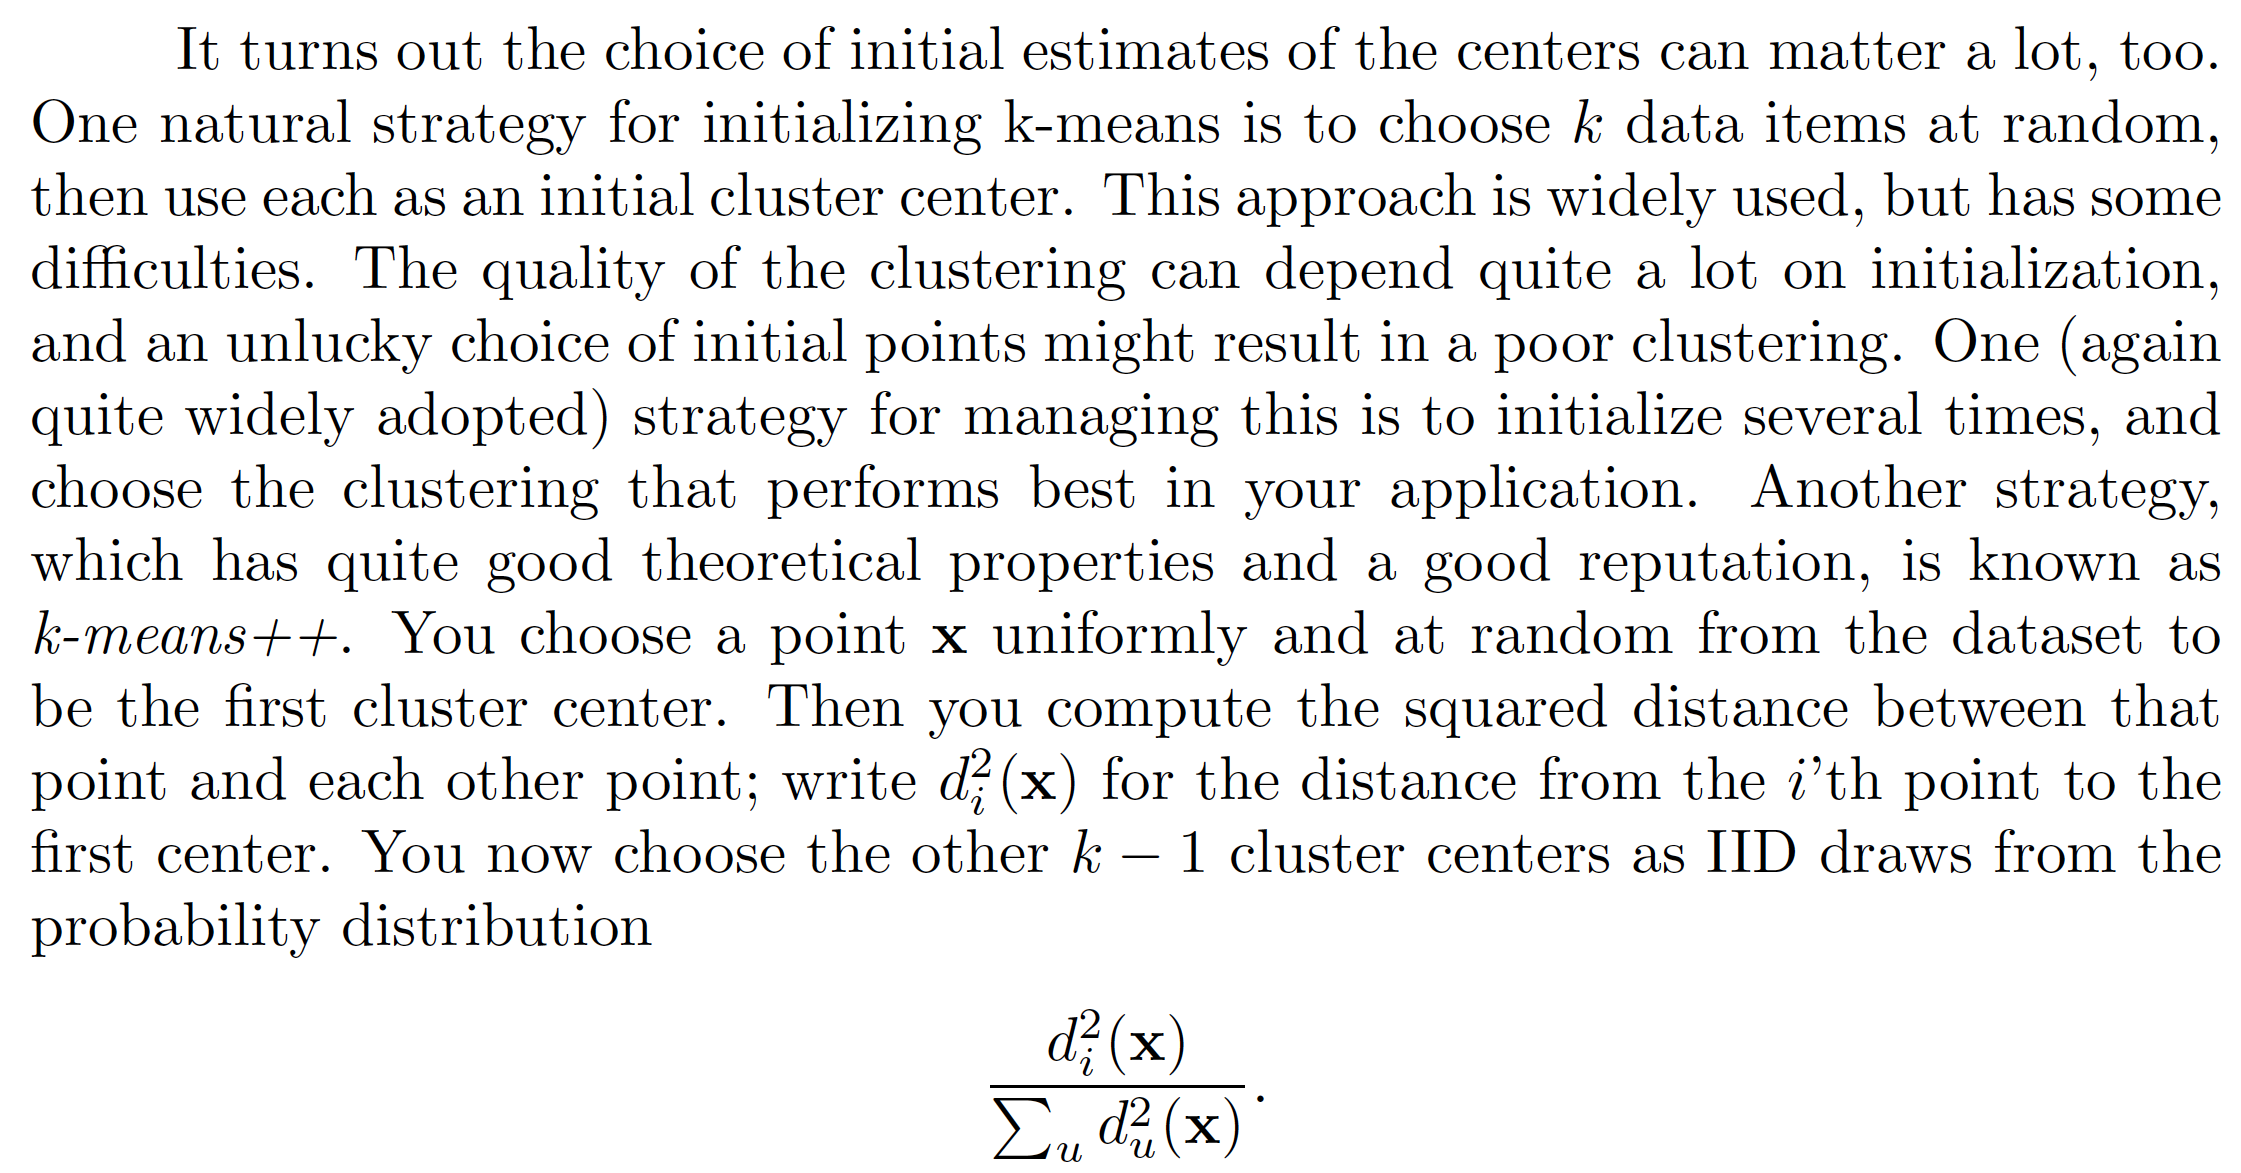 It turns out the choice of initial estimates of the centers can matter a lot, too.
One natural strategy for initializing k-means is to choose k data items at random,
then use each as an initial cluster center. This approach is widely used, but has some
difficulties. The quality of the clustering can depend quite a lot on initialization,
and an unlucky choice of initial points might result in a poor clustering. One (again
quite widely adopted) strategy for managing this is to initialize several times, and
choose the clustering that performs best in your application. Another strategy,
which has quite good theoretical properties and a good reputation, is known as
k-means++. You choose a point x uniformly and at random from the dataset to
be the first cluster center. Then you compute the squared distance between that
point and each other point; write $d_i^2(\mathbf{x})$ for the distance from the i'th point to the
first center. You now choose the other k − 1 cluster centers as IID draws from the
probability distribution
$\frac{d_i^2(\mathbf{x})}{\sum_u d_u^2(\mathbf{x})}.$